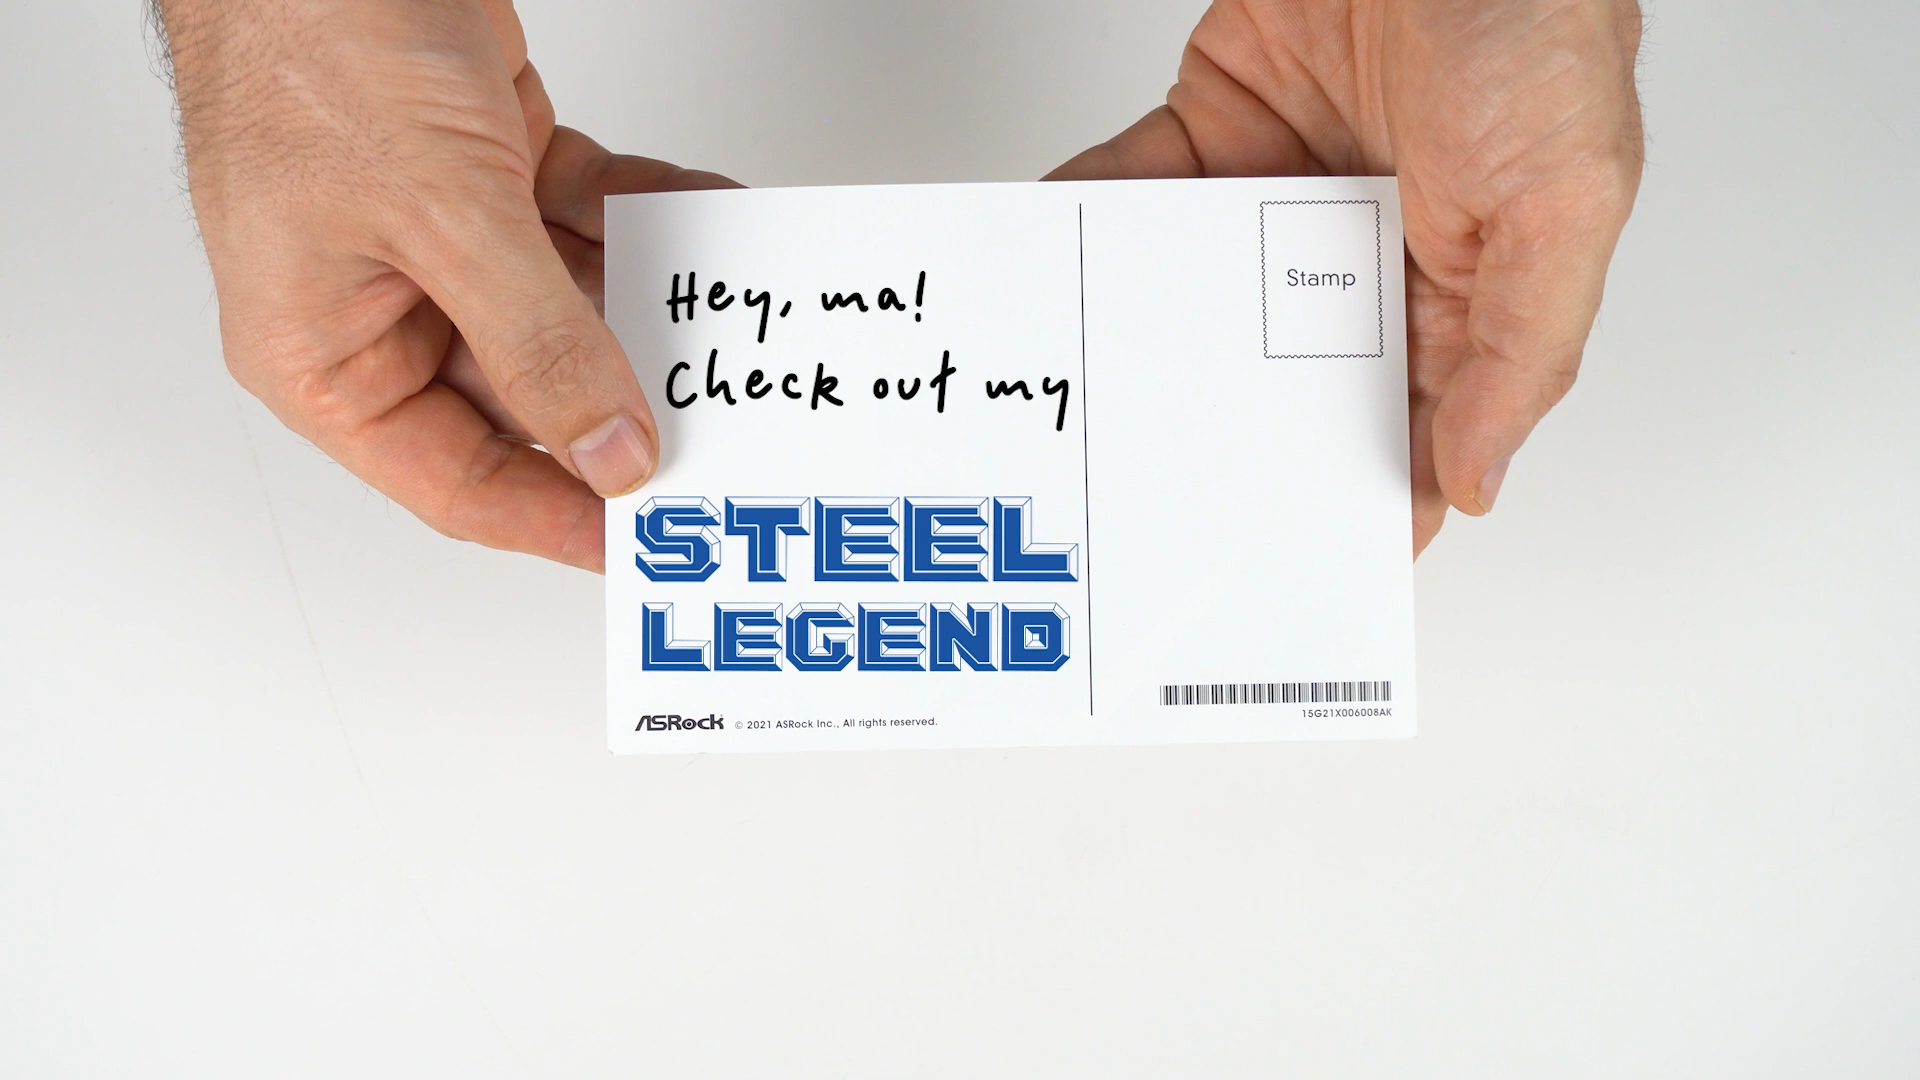 Hey, ma!
Check out my
STEEL
LEGEND
ASRock © 2021 ASRock Inc., All rights reserved.
Stamp
15G21X006008AK